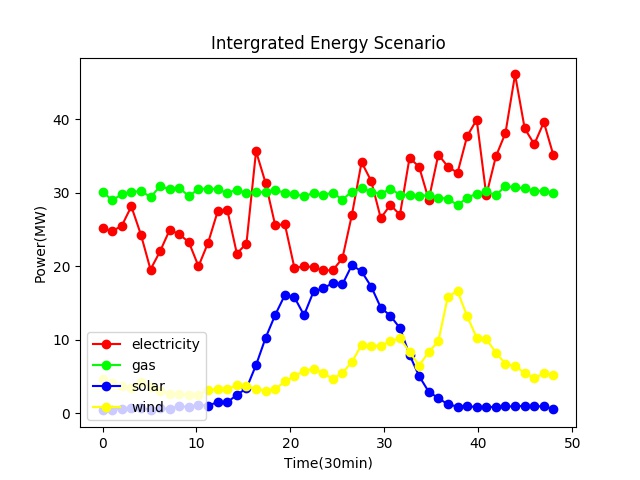 Intergrated Energy Scenario
Power(MW)
40
30
20
10
0
electricity
gas
solar
wind
0 10 20 30 40 50
Time(30min)